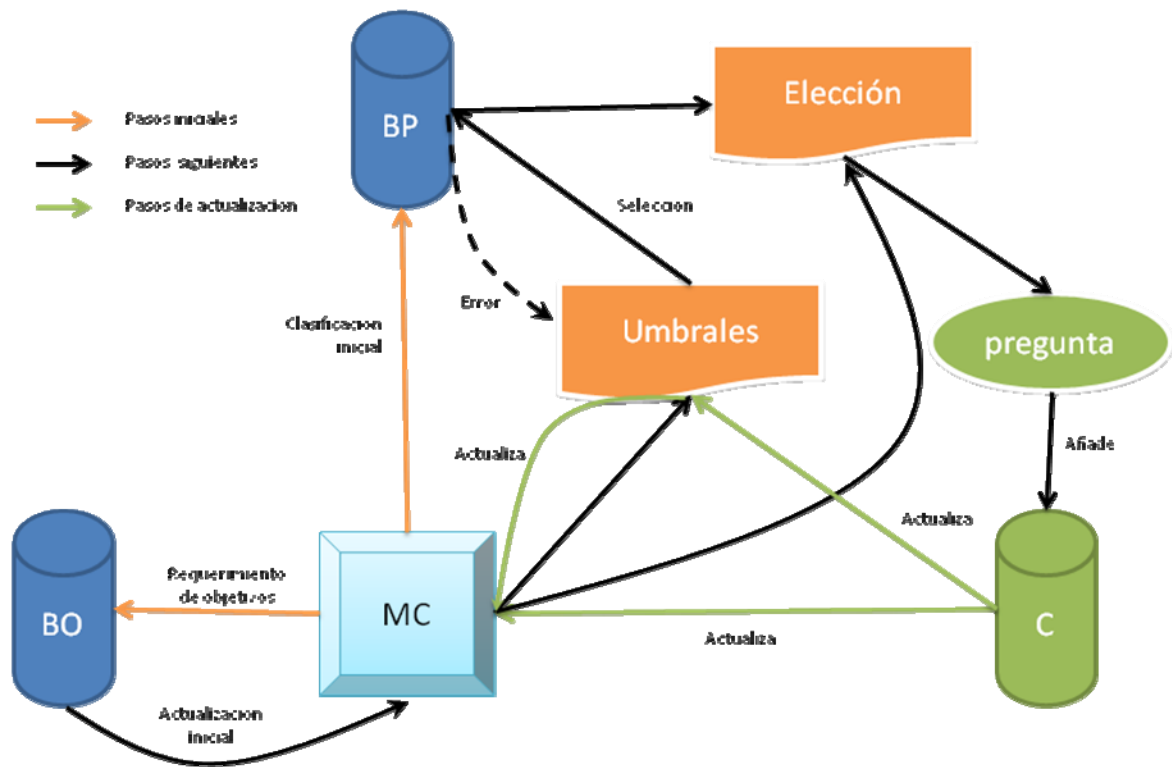 BP
Elección
Pasos iniciales
Pasos siguientes
Pasos de actualizacion
Seleccion
Error
Clasificacion
inicial
Umbrales
pregunta
Actualiza
Añade
Actualiza
Requerimiento
de objetivos
BO
MC
C
Actualiza
Actualizacion
inicial